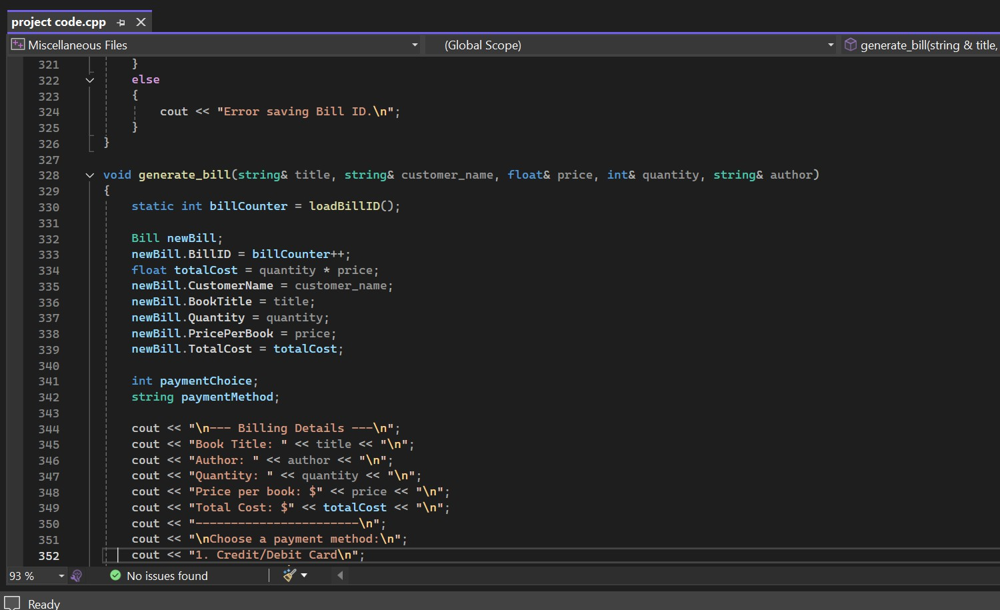 project code.cpp
Miscellaneous Files (Global Scope) generate_bill(string & title,
321 }
322 else
323 {
324 cout << "Error saving Bill ID.\n";
325 }
326 }
327
328 void generate_bill(string& title, string& customer_name, float& price, int& quantity, string& author)
329 {
330 static int billCounter = loadBillID();
331
332 Bill newBill;
333 newBill.BillID = billCounter++;
334 float totalCost = quantity * price;
335 newBill.CustomerName = customer_name;
336 newBill.BookTitle = title;
337 newBill.Quantity = quantity;
338 newBill.PricePerBook = price;
339 newBill.TotalCost = totalCost;
340
341 int paymentChoice;
342 string paymentMethod;
343
344 cout << "\n--- Billing Details ---\n";
345 cout << "Book Title: " << title << "\n";
346 cout << "Author: " << author << "\n";
347 cout << "Quantity: " << quantity << "\n";
348 cout << "Price per book: $" << price << "\n";
349 cout << "Total Cost: $" << totalCost << "\n";
350 cout << "-----------------------\n";
351 cout << "\nChoose a payment method:\n";
352 cout << "1. Credit/Debit Card\n";
93 % No issues found
Ready